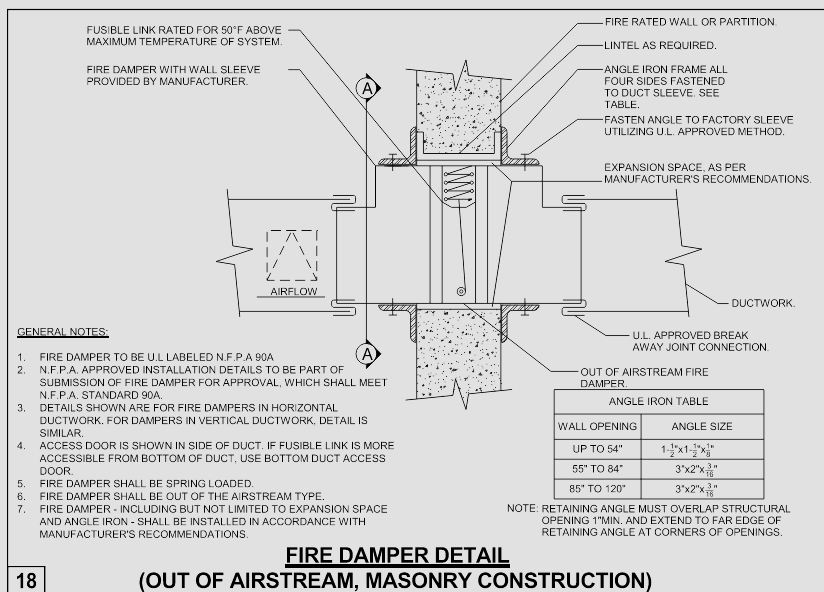 FUSIBLE LINK RATED FOR 50°F ABOVE
MAXIMUM TEMPERATURE OF SYSTEM.
FIRE DAMPER WITH WALL SLEEVE
PROVIDED BY MANUFACTURER.
A
FIRE RATED WALL OR PARTITION.
LINTEL AS REQUIRED.
ANGLE IRON FRAME ALL
FOUR SIDES FASTENED
TO DUCT SLEEVE. SEE
TABLE.
FASTEN ANGLE TO FACTORY SLEEVE
UTILIZING U.L. APPROVED METHOD.
EXPANSION SPACE, AS PER
MANUFACTURER'S RECOMMENDATIONS.
AIRFLOW
DUCTWORK.
U.L. APPROVED BREAK
AWAY JOINT CONNECTION.
A
OUT OF AIRSTREAM FIRE
DAMPER.
GENERAL NOTES:
1. FIRE DAMPER TO BE U.L LABELED N.F.P.A 90A
2. N.F.P.A. APPROVED INSTALLATION DETAILS TO BE PART OF
SUBMISSION OF FIRE DAMPER FOR APPROVAL, WHICH SHALL MEET
N.F.P.A. STANDARD 90A.
3. DETAILS SHOWN ARE FOR FIRE DAMPERS IN HORIZONTAL
DUCTWORK. FOR DAMPERS IN VERTICAL DUCTWORK, DETAIL IS
SIMILAR.
4. ACCESS DOOR IS SHOWN IN SIDE OF DUCT. IF FUSIBLE LINK IS MORE
ACCESSIBLE FROM BOTTOM OF DUCT, USE BOTTOM DUCT ACCESS
DOOR.
5. FIRE DAMPER SHALL BE SPRING LOADED.
6. FIRE DAMPER SHALL BE OUT OF THE AIRSTREAM TYPE.
7. FIRE DAMPER - INCLUDING BUT NOT LIMITED TO EXPANSION SPACE
AND ANGLE IRON - SHALL BE INSTALLED IN ACCORDANCE WITH
MANUFACTURER'S RECOMMENDATIONS.
ANGLE IRON TABLE
WALL OPENING ANGLE SIZE
UP TO 54" 1-1/2"x1-1/2"x1/8"
55" TO 84" 3"x2"x3/16"
85" TO 120" 3"x2"x3/16"
NOTE: RETAINING ANGLE MUST OVERLAP STRUCTURAL
OPENING 1"MIN. AND EXTEND TO FAR EDGE OF
RETAINING ANGLE AT CORNERS OF OPENINGS.
FIRE DAMPER DETAIL
(OUT OF AIRSTREAM, MASONRY CONSTRUCTION)
18